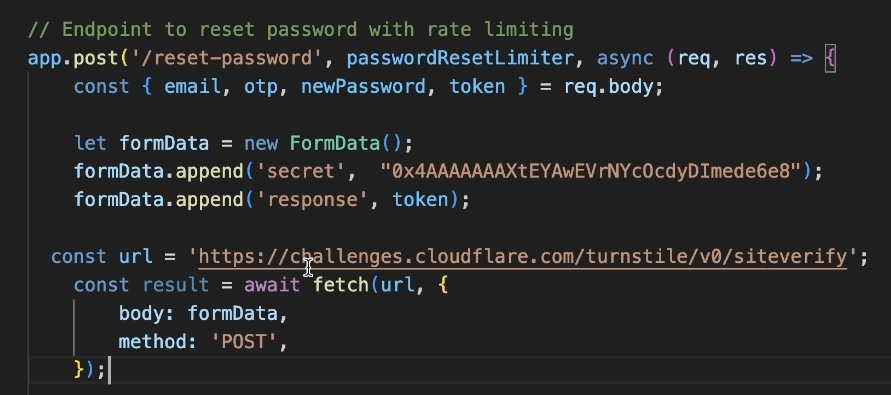 // Endpoint to reset password with rate limiting
app.post('/reset-password', passwordResetLimiter, async (req, res) => {
const { email, otp, newPassword, token } = req.body;
let formData = new FormData();
formData.append('secret', "0x4AAAAAAAXtEYAwEVrNYcOcdyDImede6e8");
formData.append('response', token);
const url = 'https://challenges.cloudflare.com/turnstile/v0/siteverify';
const result = await fetch(url, {
body: formData,
method: 'POST',
});